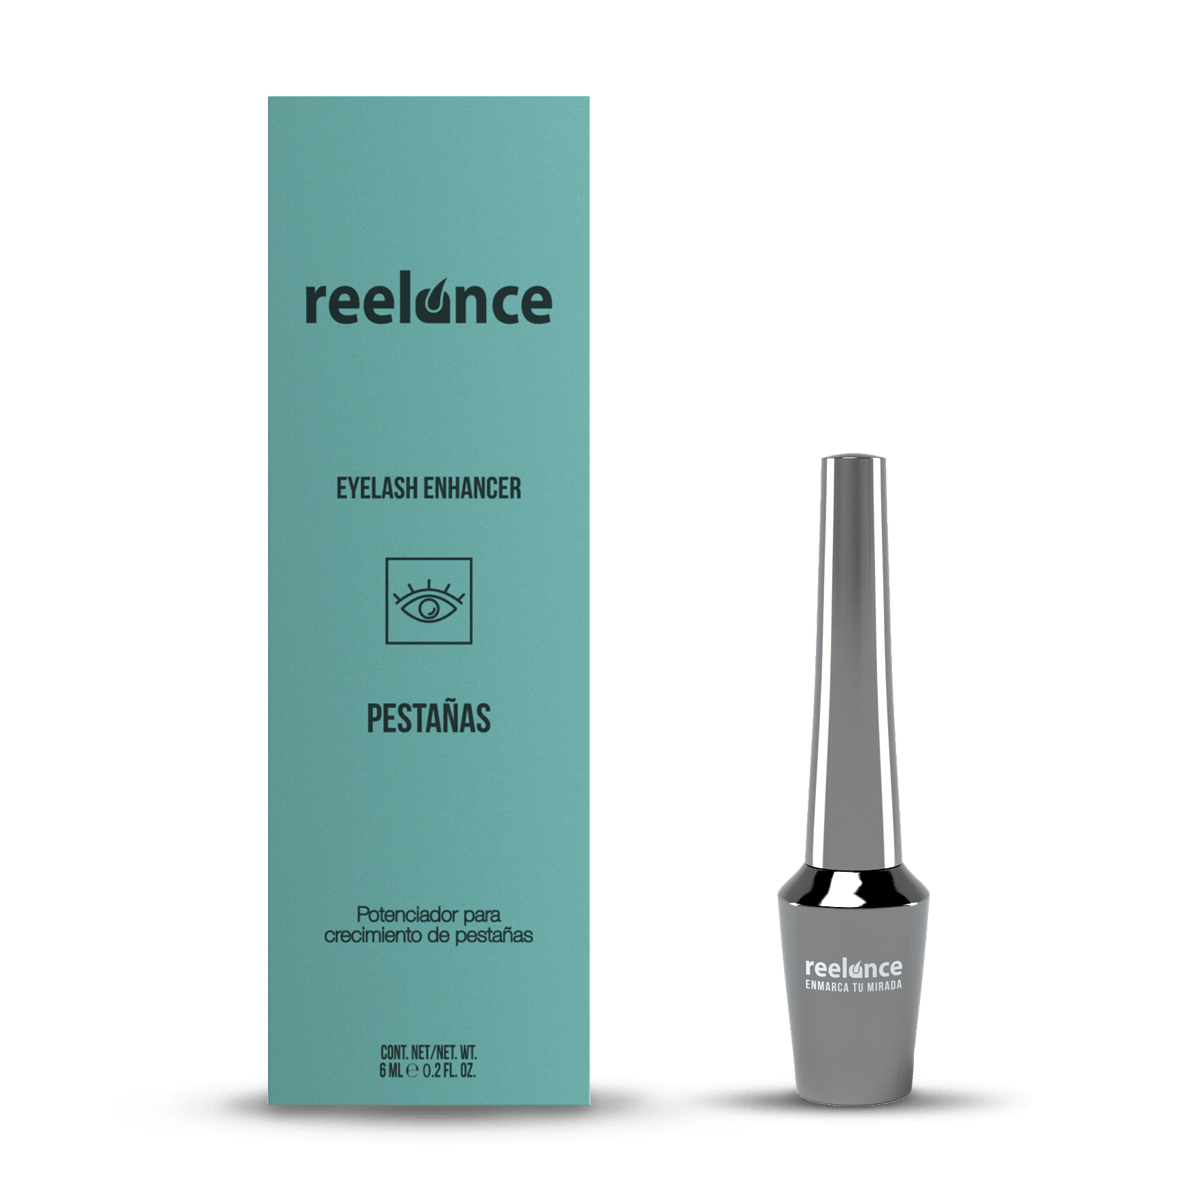 reelance
EYELASH ENHANCER
PESTAÑAS
Potenciador para
crecimiento de pestañas
CONT. NET/NET. WT.
6 ML ℮ 0.2 FL. OZ.
reelance
ENMARCA TU MIRADA